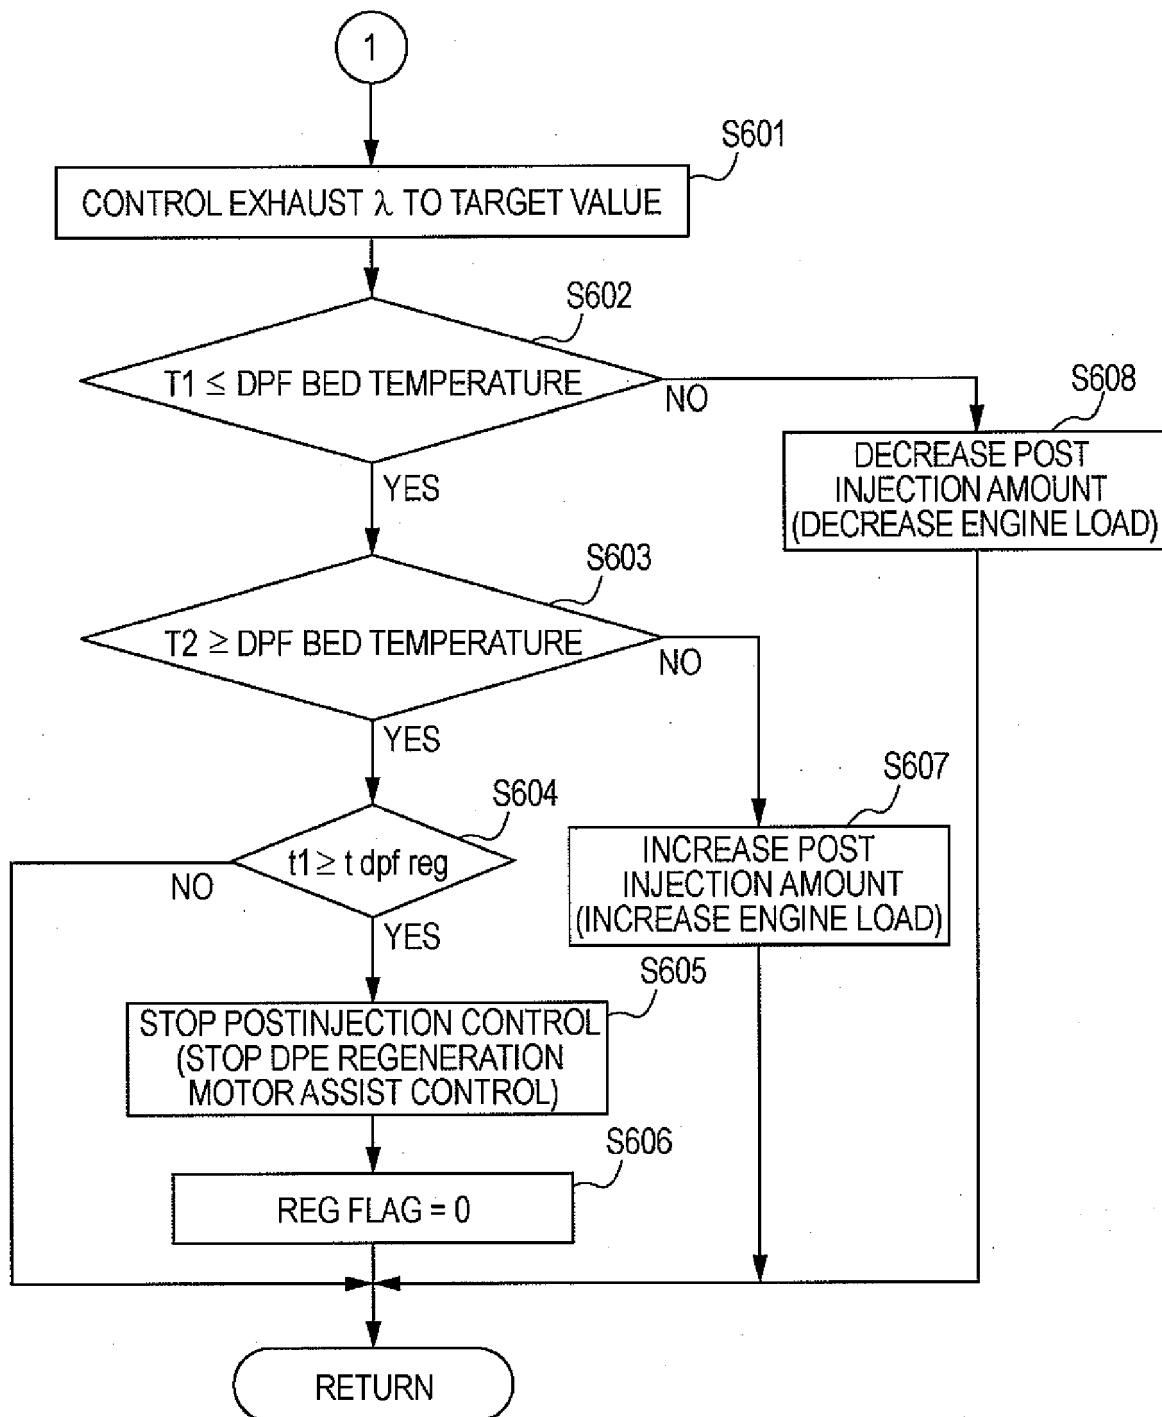 1
S601
CONTROL EXHAUST λ TO TARGET VALUE
S602
T1 ≤ DPF BED TEMPERATURE
NO
YES
S608
DECREASE POST
INJECTION AMOUNT
(DECREASE ENGINE LOAD)
S603
T2 ≥ DPF BED TEMPERATURE
NO
YES
S607
INCREASE POST
INJECTION AMOUNT
(INCREASE ENGINE LOAD)
S604
t1 ≥ t dpf reg
NO
YES
S605
STOP POSTINJECTION CONTROL
(STOP DPE REGENERATION
MOTOR ASSIST CONTROL)
S606
REG FLAG = 0
RETURN